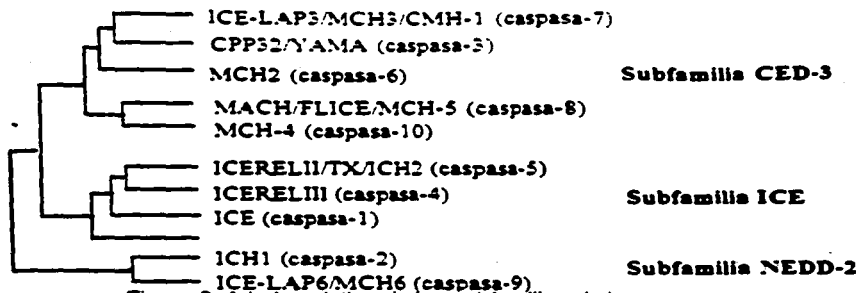 ICE-LAP3/MCH3/CMH-1 (caspasa-7)
CPP32/YAMA (caspasa-3)
MCH2 (caspasa-6) Subfamilia CED-3
MACH/FLICE/MCH-5 (caspasa-8)
MCH-4 (caspasa-10)
ICERELII/TX/ICH2 (caspasa-5)
ICERELIII (caspasa-4) Subfamilia ICE
ICE (caspasa-1)
ICH1 (caspasa-2) Subfamilia NEDD-2
ICE-LAP6/MCH6 (caspasa-9)